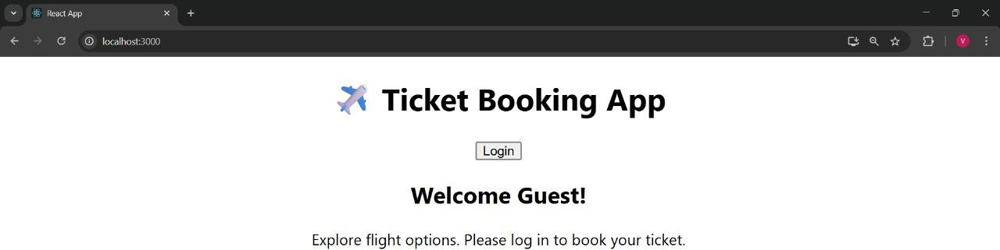 React App
localhost:3000
V
✈️ Ticket Booking App
Login
Welcome Guest!
Explore flight options. Please log in to book your ticket.